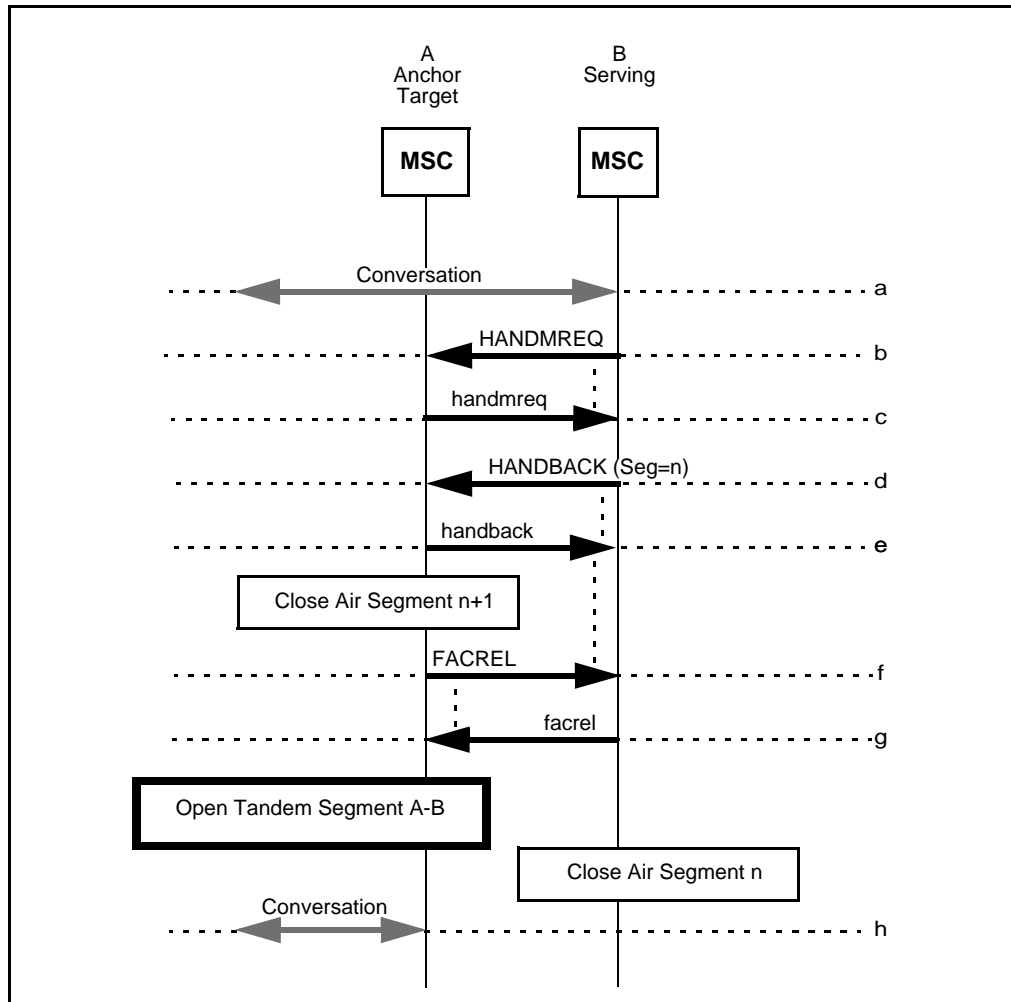 A
Anchor
Target
B
Serving
MSC
MSC
Conversation
a
HANDMREQ
b
handmreq
c
HANDBACK (Seg=n)
d
handback
e
Close Air Segment n+1
FACREL
f
facrel
g
Open Tandem Segment A-B
Close Air Segment n
Conversation
h